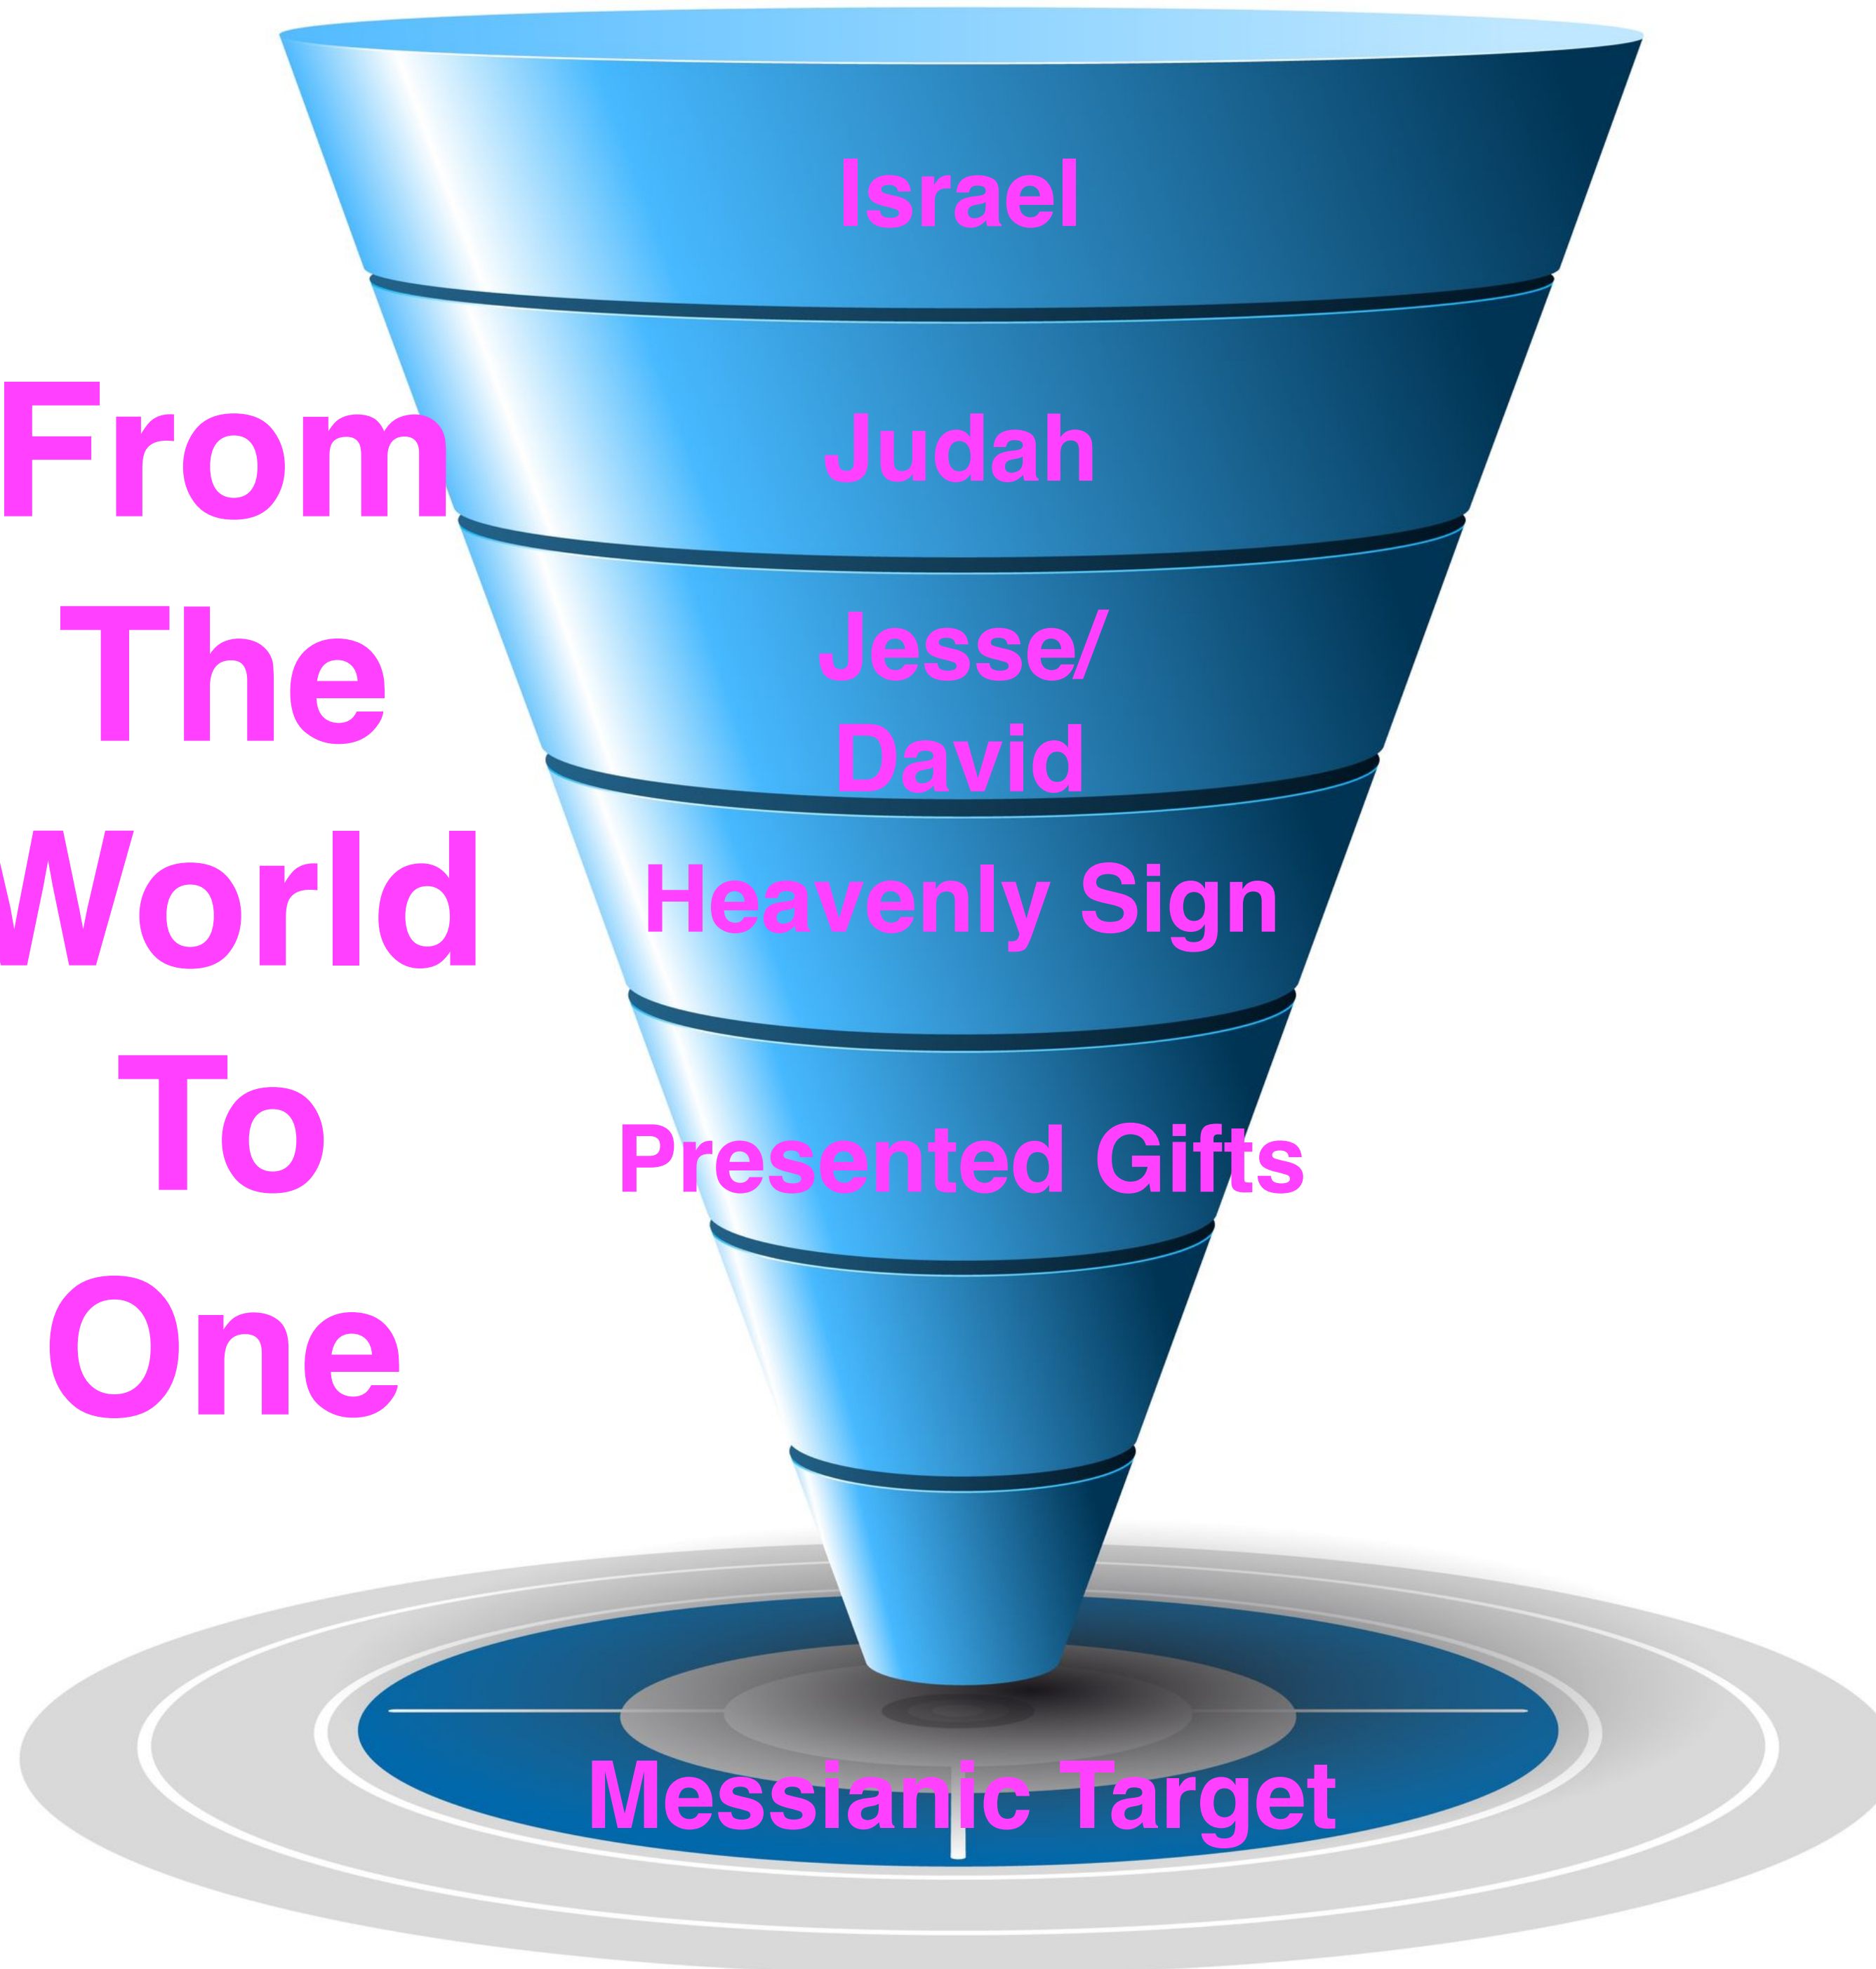 From
The
World
To
One
Israel
Judah
Jesse/
David
Heavenly Sign
Presented Gifts
Messianic Target